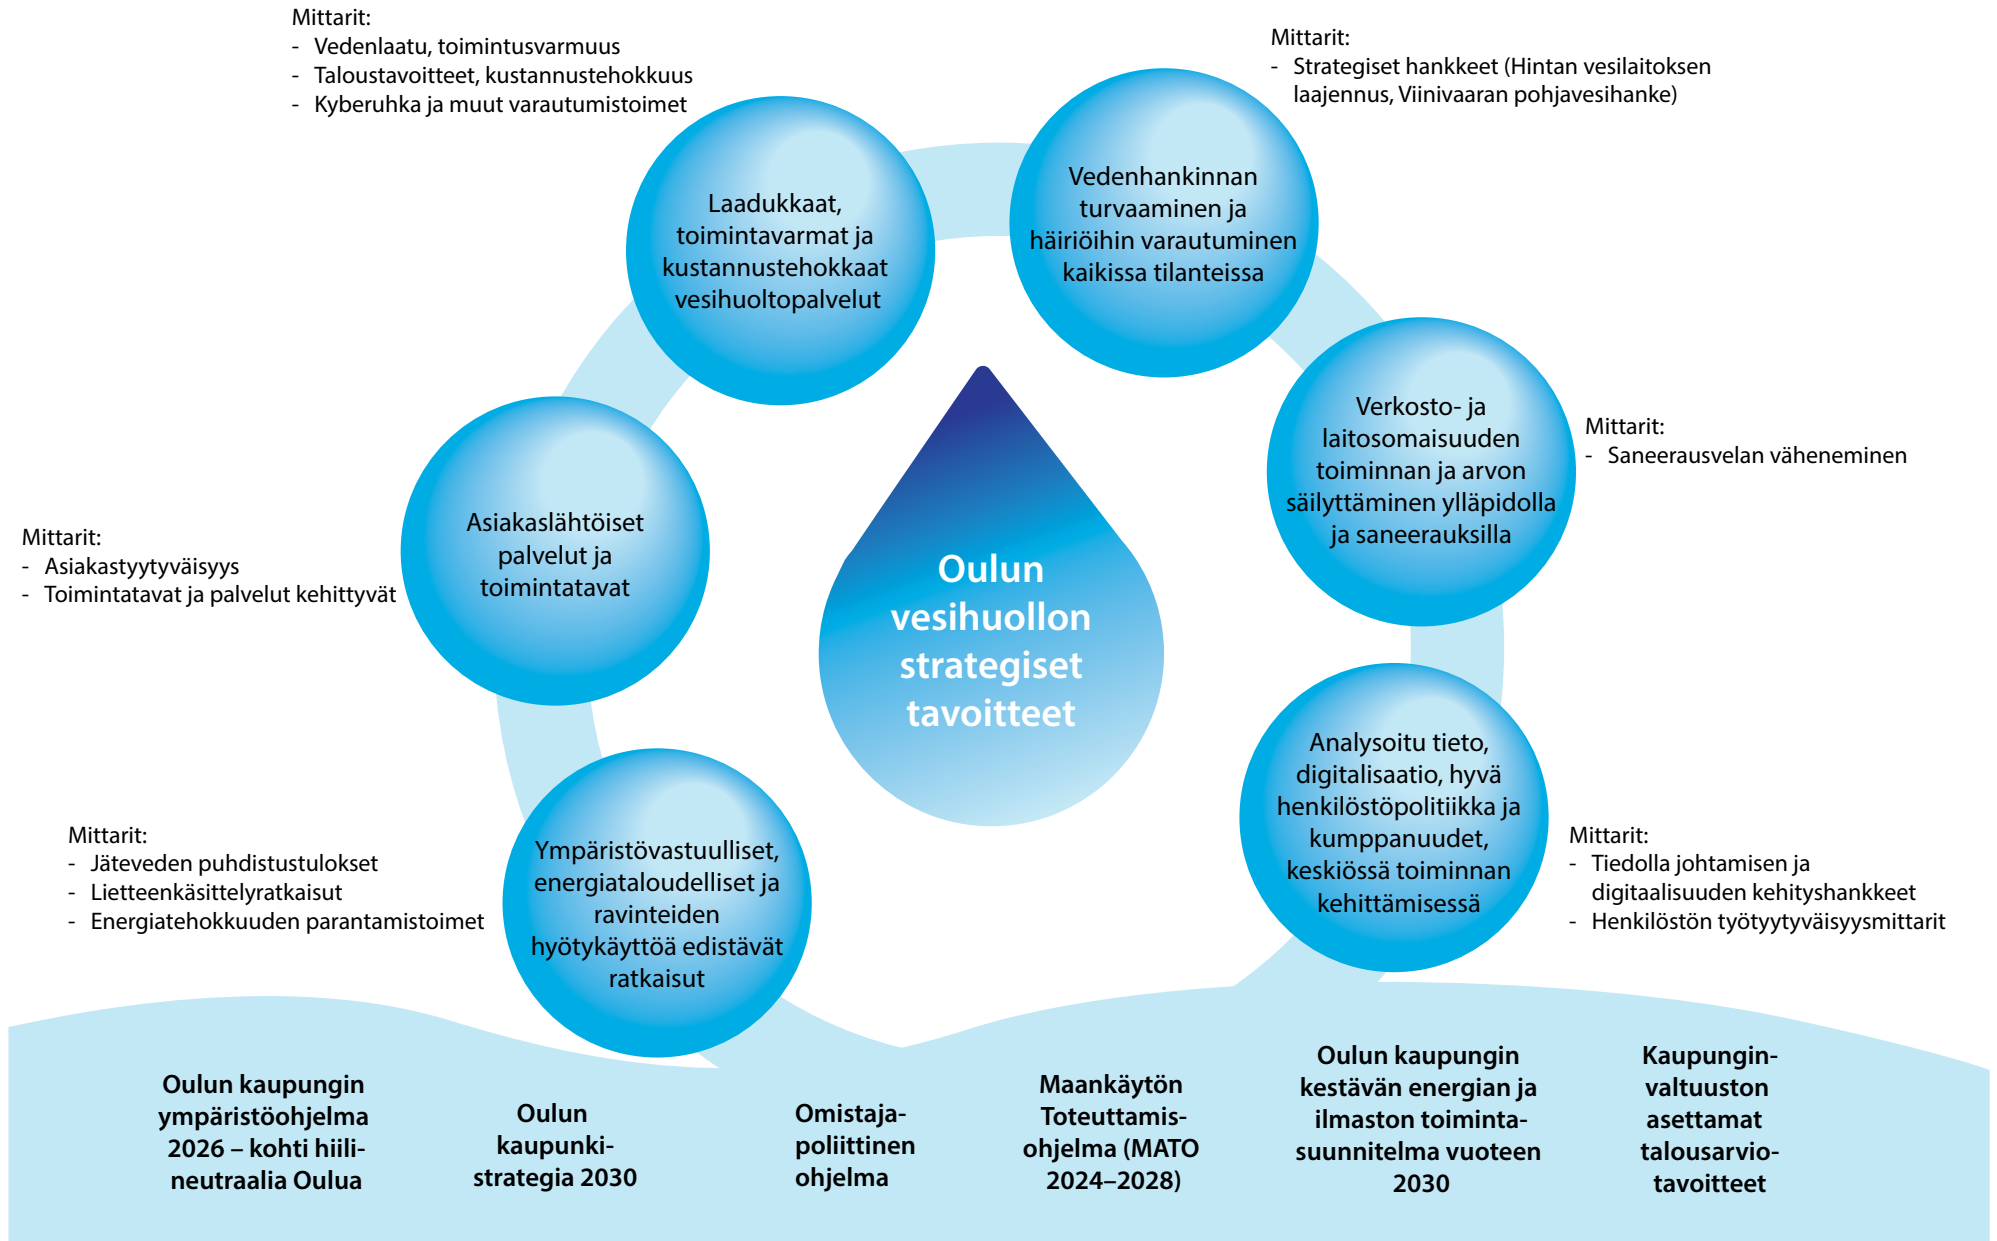 Mittarit:
- Vedenlaatu, toimintusvarmuus
- Taloustavoitteet, kustannustehokkuus
- Kyberuhka ja muut varautumistoimet
Mittarit:
- Strategiset hankkeet (Hintan vesilaitoksen
laajennus, Viinivaaran pohjavesihanke)
Laadukkaat,
toimintavarmat ja
kustannustehokkaat
vesihuoltopalvelut
Vedenhankinnan
turvaaminen ja
häiriöihin varautuminen
kaikissa tilanteissa
Verkosto- ja
laitosomaisuuden
toiminnan ja arvon
säilyttäminen ylläpidolla
ja saneerauksilla
Mittarit:
- Saneerausvelan väheneminen
Mittarit:
- Asiakastyytyväisyys
- Toimintatavat ja palvelut kehittyvät
Asiakaslähtöiset
palvelut ja
toimintatavat
Oulun
vesihuollon
strategiset
tavoitteet
Analysoitu tieto,
digitalisaatio, hyvä
henkilöstöpolitiikka ja
kumppanuudet,
keskiössä toiminnan
kehittämisessä
Mittarit:
- Tiedolla johtamisen ja
digitaalisuuden kehityshankkeet
- Henkilöstön työtyytyväisyysmittarit
Mittarit:
- Jäteveden puhdistustulokset
- Lietteenkäsittelyratkaisut
- Energiatehokkuuden parantamistoimet
Ympäristövastuulliset,
energiataloudelliset ja
ravinteiden
hyötykäyttöä edistävät
ratkaisut
Oulun kaupungin
ympäristöohjelma
2026 – kohti hiili-
neutraalia Oulua
Oulun
kaupunki-
strategia 2030
Omistaja-
poliittinen
ohjelma
Maankäytön
Toteuttamis-
ohjelma (MATO
2024–2028)
Oulun kaupungin
kestävän energian ja
ilmaston toiminta-
suunnitelma vuoteen
2030
Kaupungin-
valtuuston
asettamat
talousarvio-
tavoitteet